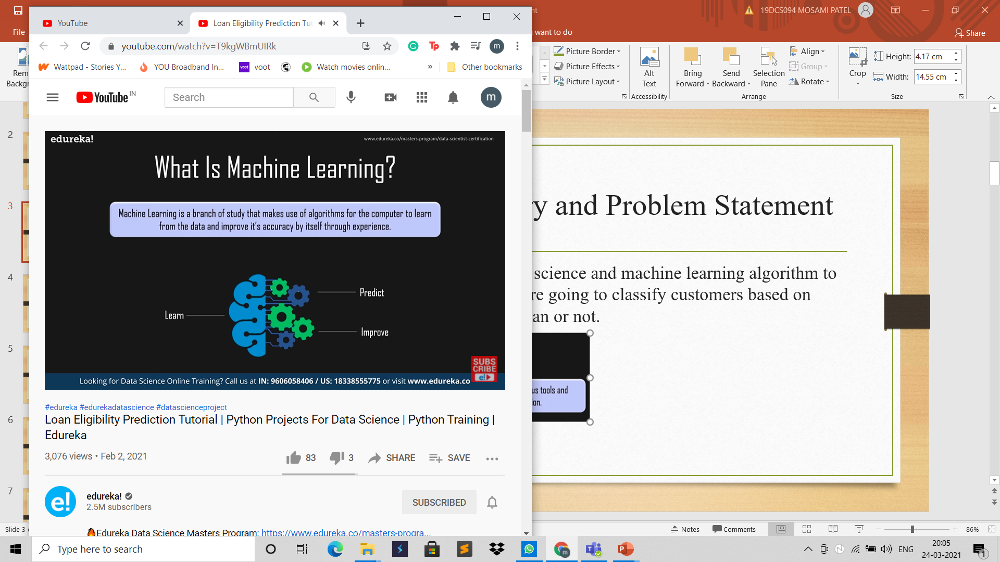 YouTube
Loan Eligibility Prediction Tut
youtube.com/watch?v=T9kgWBmUlRk
Wattpad - Stories Y...
YOU Broadband In...
voot
voot
Watch movies onlin...
»
Other bookmarks
YouTube IN
Search
m
edureka!
www.edureka.co/masters-program/data-scientist-certification
What Is Machine Learning?
Machine Learning is a branch of study that makes use of algorithms for the computer to learn
from the data and improve it's accuracy by itself through experience.
Predict
Learn
Improve
SUBS
CRIBE
e!
Looking for Data Science Online Training? Call us at IN: 9606058406 / US: 18338555775 or visit www.edureka.co
#edureka #edurekadatascience #datascienceproject
Loan Eligibility Prediction Tutorial | Python Projects For Data Science | Python Training |
Edureka
3,076 views • Feb 2, 2021
83
3
SHARE
SAVE
e!
edureka!
2.5M subscribers
SUBSCRIBED
Edureka Data Science Masters Program: https://www.edureka.co/masters-progra...
nt
19DCS094 MOSAMI PATEL
File
want to do
Share
Rem
Backgr
Picture Border
Picture Effects
Picture Layout
Alt
Text
Accessibility
Bring
Forward
Send
Backward
Selection
Pane
Align
Group
Rotate
Arrange
Crop
Height: 4.17 cm
Width: 14.55 cm
Size
2
3
4
5
6
7
ry and Problem Statement
science and machine learning algorithm to
re going to classify customers based on
an or not.
us tools and
ion.
Slide 3
Notes
Comments
86%
Type here to search
ENG
20:05
24-03-2021
1